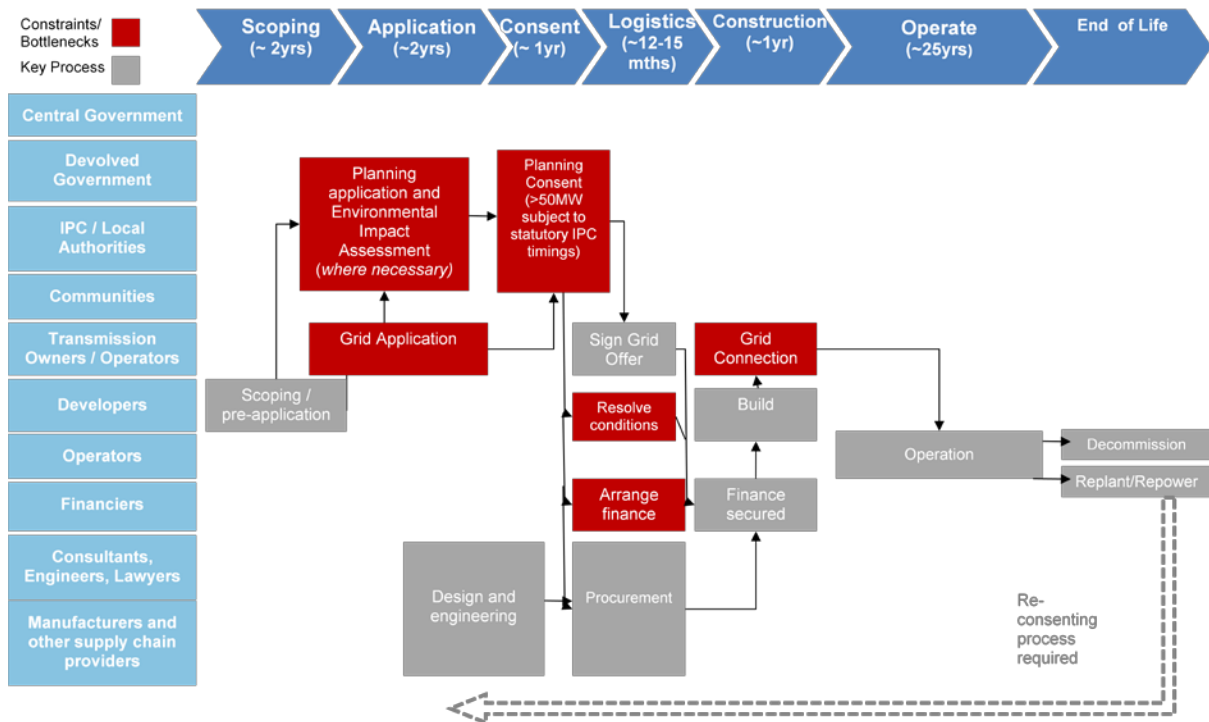 Constraints/
Bottlenecks
Key Process
Scoping
(~ 2yrs)
Application
(~2yrs)
Consent
(~ 1yr)
Logistics
(~12-15
mths)
Construction
(~1yr)
Operate
(~25yrs)
End of Life
Central Government
Devolved
Government
IPC / Local
Authorities
Communities
Transmission
Owners / Operators
Developers
Operators
Financiers
Consultants,
Engineers, Lawyers
Manufacturers and
other supply chain
providers
Planning
application and
Environmental
Impact
Assessment
(where necessary)
Planning
Consent
(>50MW
subject to
statutory IPC
timings)
Grid Application
Sign Grid
Offer
Grid
Connection
Scoping /
pre-application
Resolve
conditions
Build
Operation
Decommission
Replant/Repower
Arrange
finance
Finance
secured
Design and
engineering
Procurement
Re-
consenting
process
required